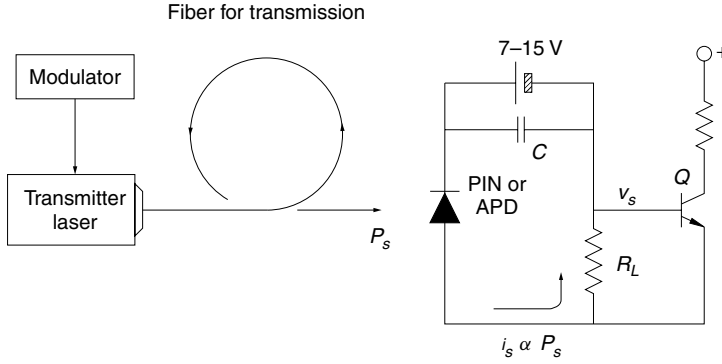 Fiber for transmission
Modulator
Transmitter
laser
P_s
7–15 V
C
PIN or
APD
v_s
Q
R_L
+
i_s α P_s